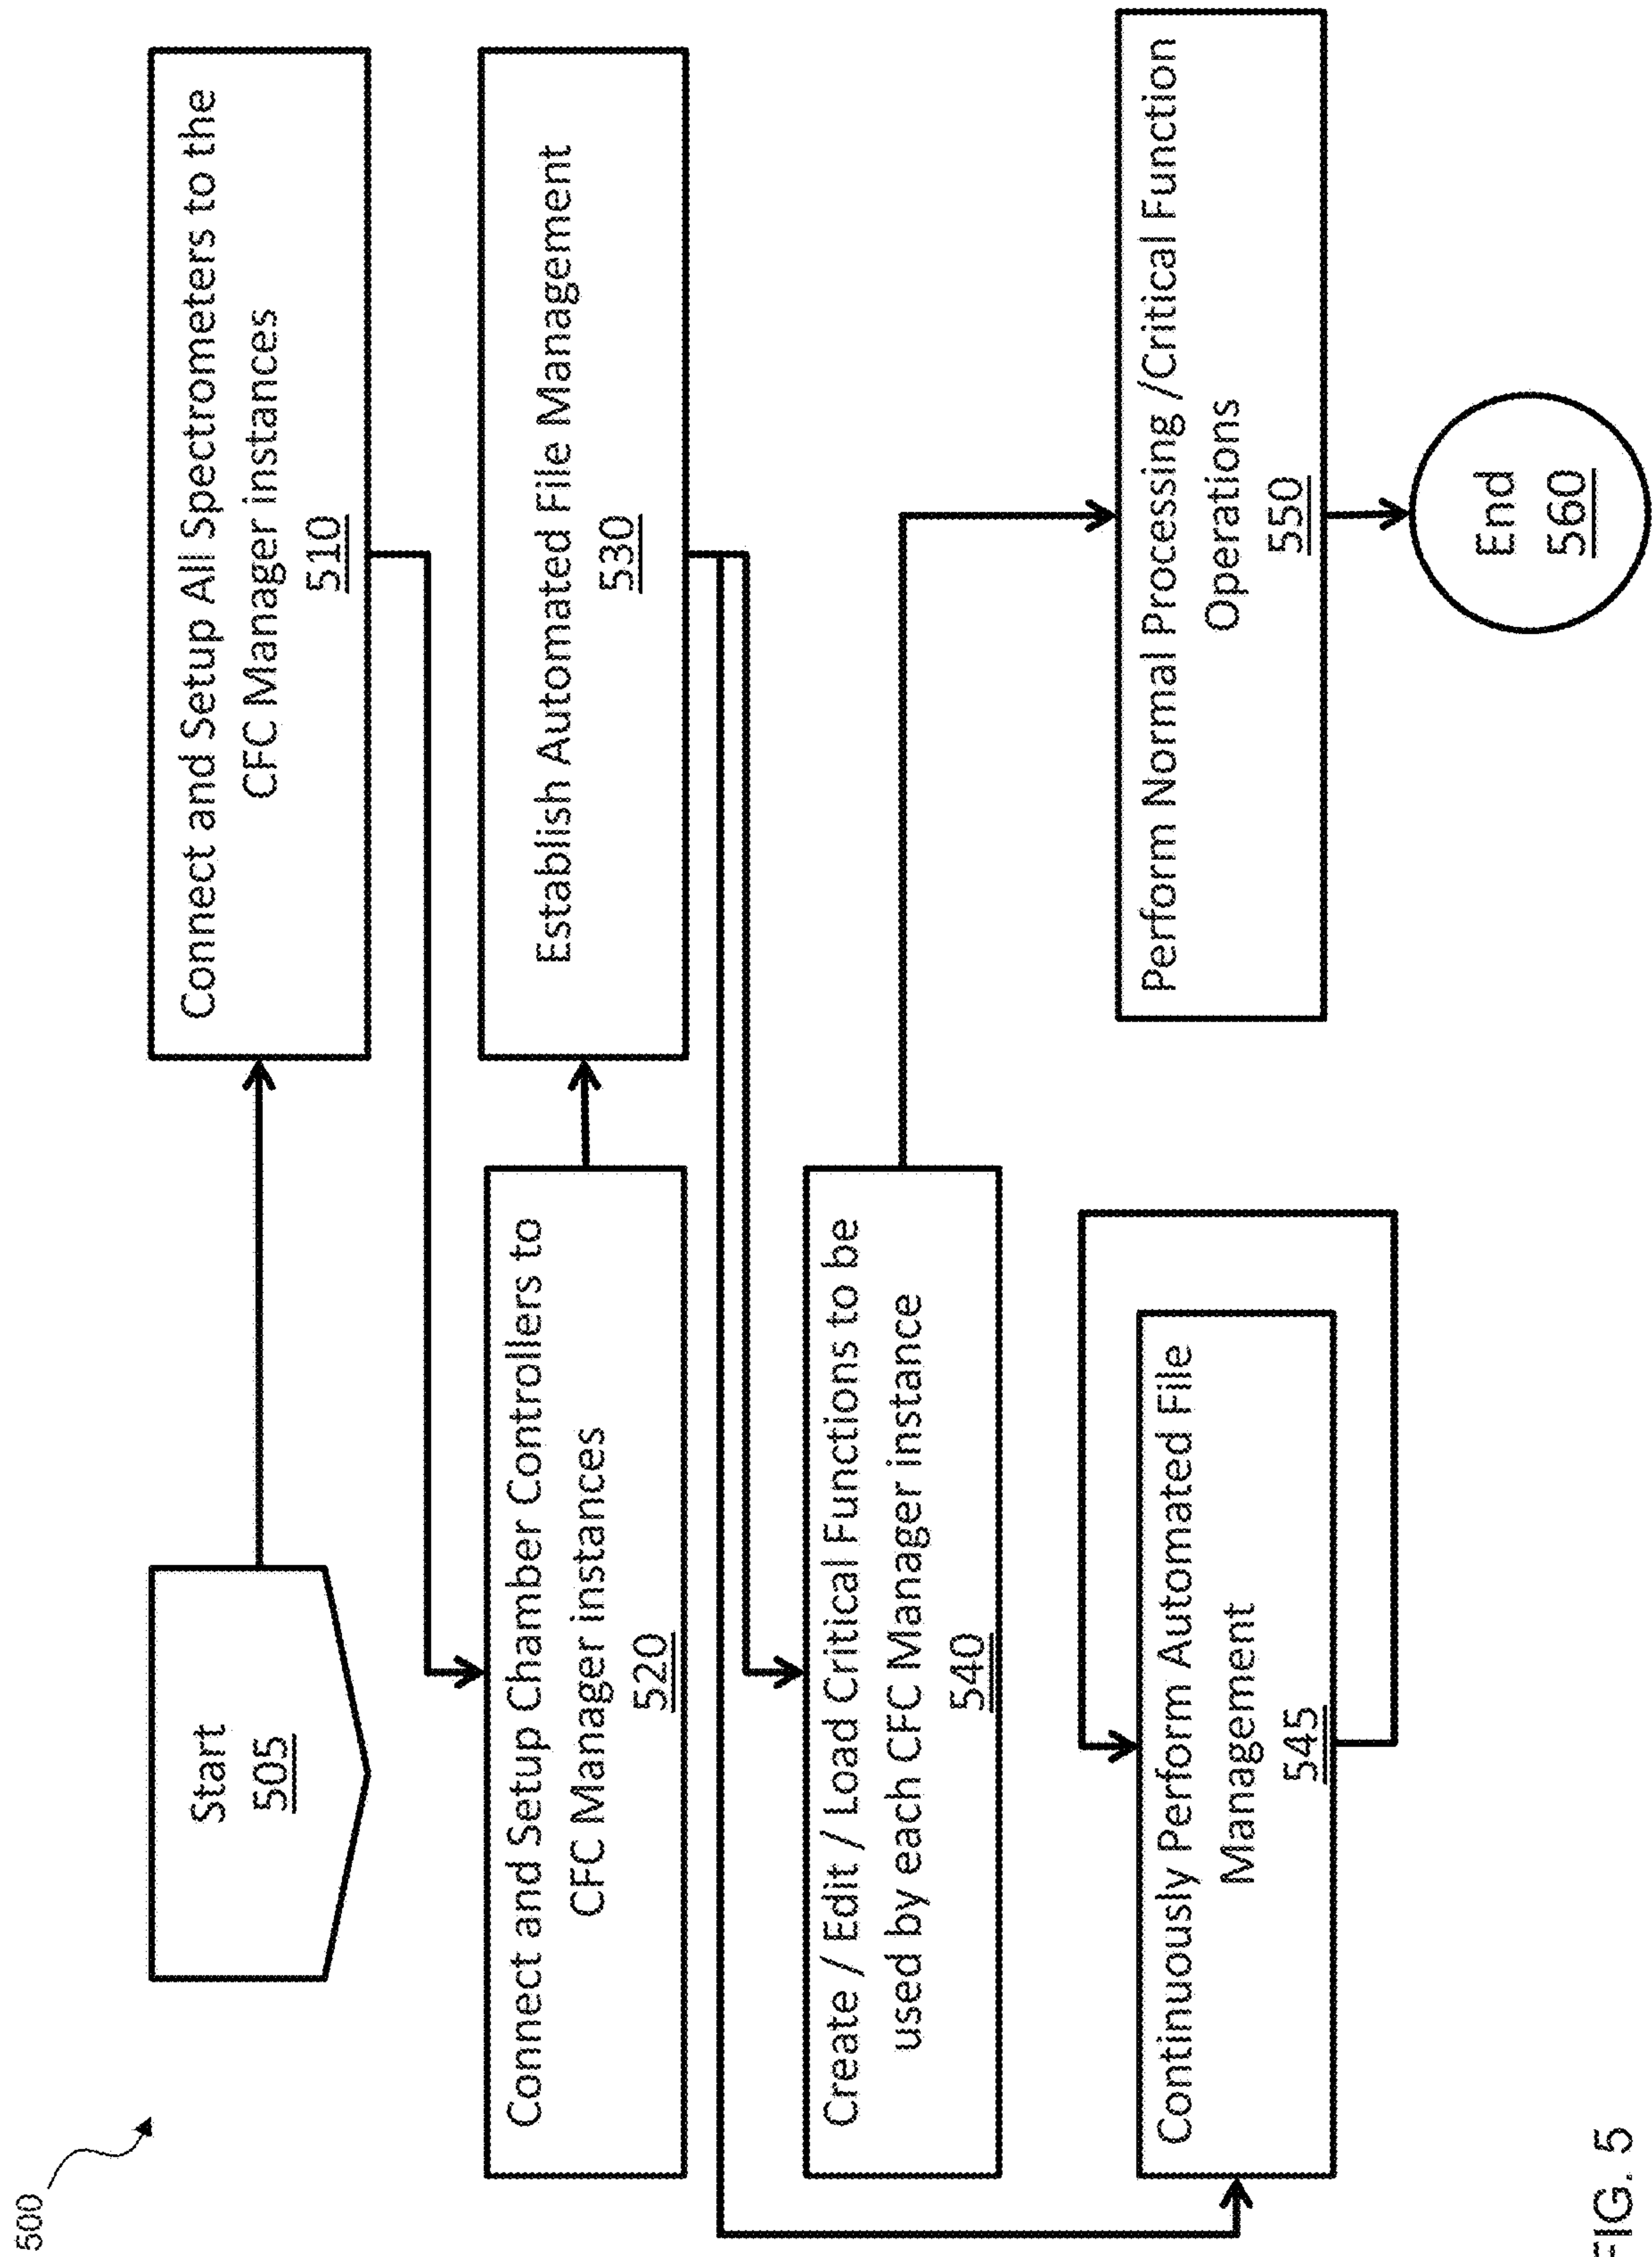 500
Start
505
Connect and Setup All Spectrometers to the
CFC Manager instances
510
Connect and Setup Chamber Controllers to
CFC Manager instances
520
Establish Automated File Management
530
Create / Edit / Load Critical Functions to be
used by each CFC Manager instance
540
Continuously Perform Automated File
Management
545
Perform Normal Processing /Critical Function
Operations
550
End
560
FIG. 5